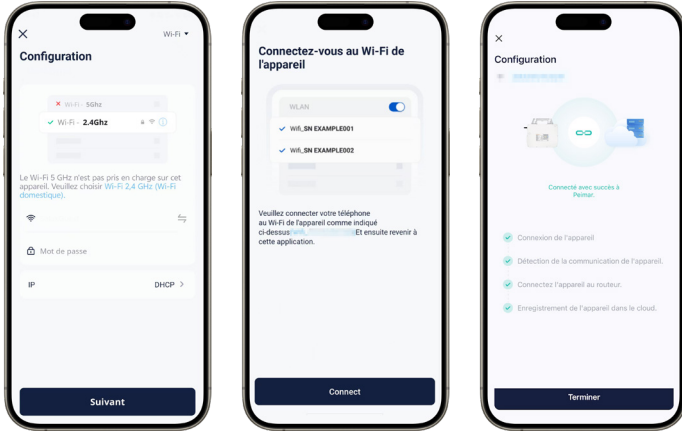 Wi-Fi
Configuration
Wi-Fi - 5Ghz
Wi-Fi - 2.4Ghz
Le Wi-Fi 5 GHz n'est pas pris en charge sur cet
appareil. Veuillez choisir Wi-Fi 2,4 GHz (Wi-Fi
domestique).
Mot de passe
IP DHCP >
Suivant
Connectez-vous au Wi-Fi de
l'appareil
WLAN
Wifi_SN EXAMPLE001
Wifi_SN EXAMPLE002
Veuillez connecter votre téléphone
au Wi-Fi de l'appareil comme indiqué
ci-dessus Et ensuite revenir à
cette application.
Connect
Configuration
Connecté avec succès à
Peimar.
Connexion de l'appareil
Détection de la communication de l'appareil.
Connectez l'appareil au routeur.
Enregistrement de l'appareil dans le cloud.
Terminer